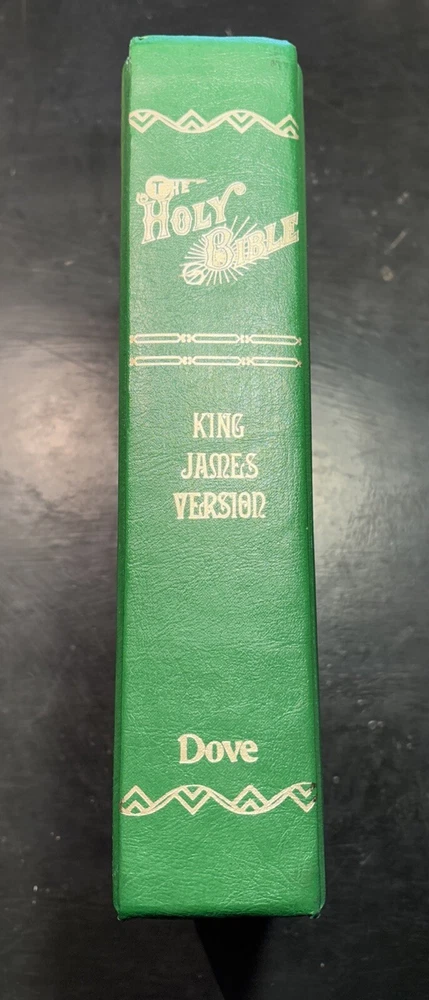 THE
HOLY
BIBLE
KING
JAMES
VERSION
Dove